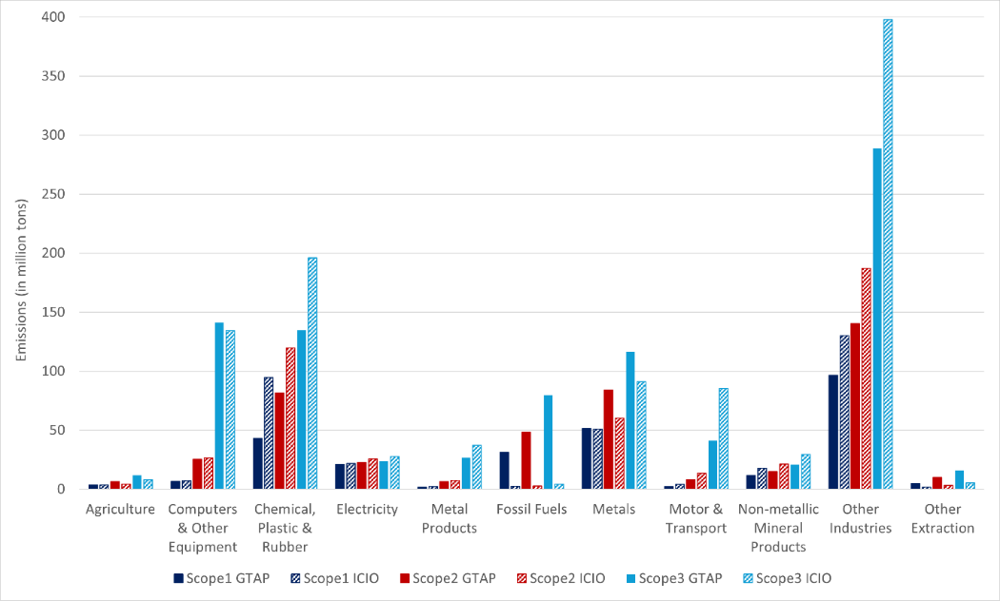 400
350
300
250
200
150
100
50
0
Emissions (in million tons)
Agriculture
Computers
& Other
Equipment
Chemical,
Plastic &
Rubber
Electricity
Metal
Products
Fossil Fuels
Metals
Motor &
Transport
Non-metallic
Mineral
Products
Other
Industries
Other
Extraction
Scope1 GTAP Scope1 ICIO Scope2 GTAP Scope2 ICIO Scope3 GTAP Scope3 ICIO